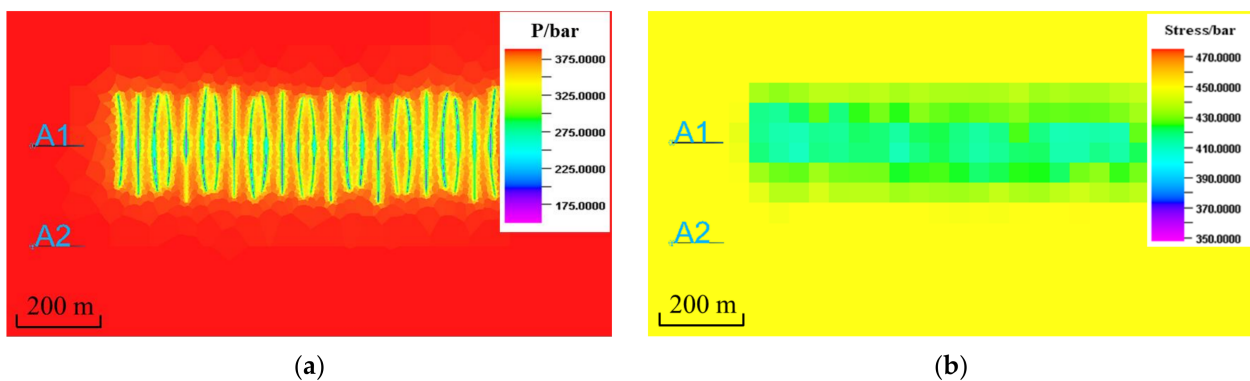 P/bar
375.0000
325.0000
275.0000
225.0000
175.0000
A1
A2
200 m
(a)
Stress/bar
470.0000
450.0000
430.0000
410.0000
390.0000
370.0000
350.0000
A1
A2
200 m
(b)